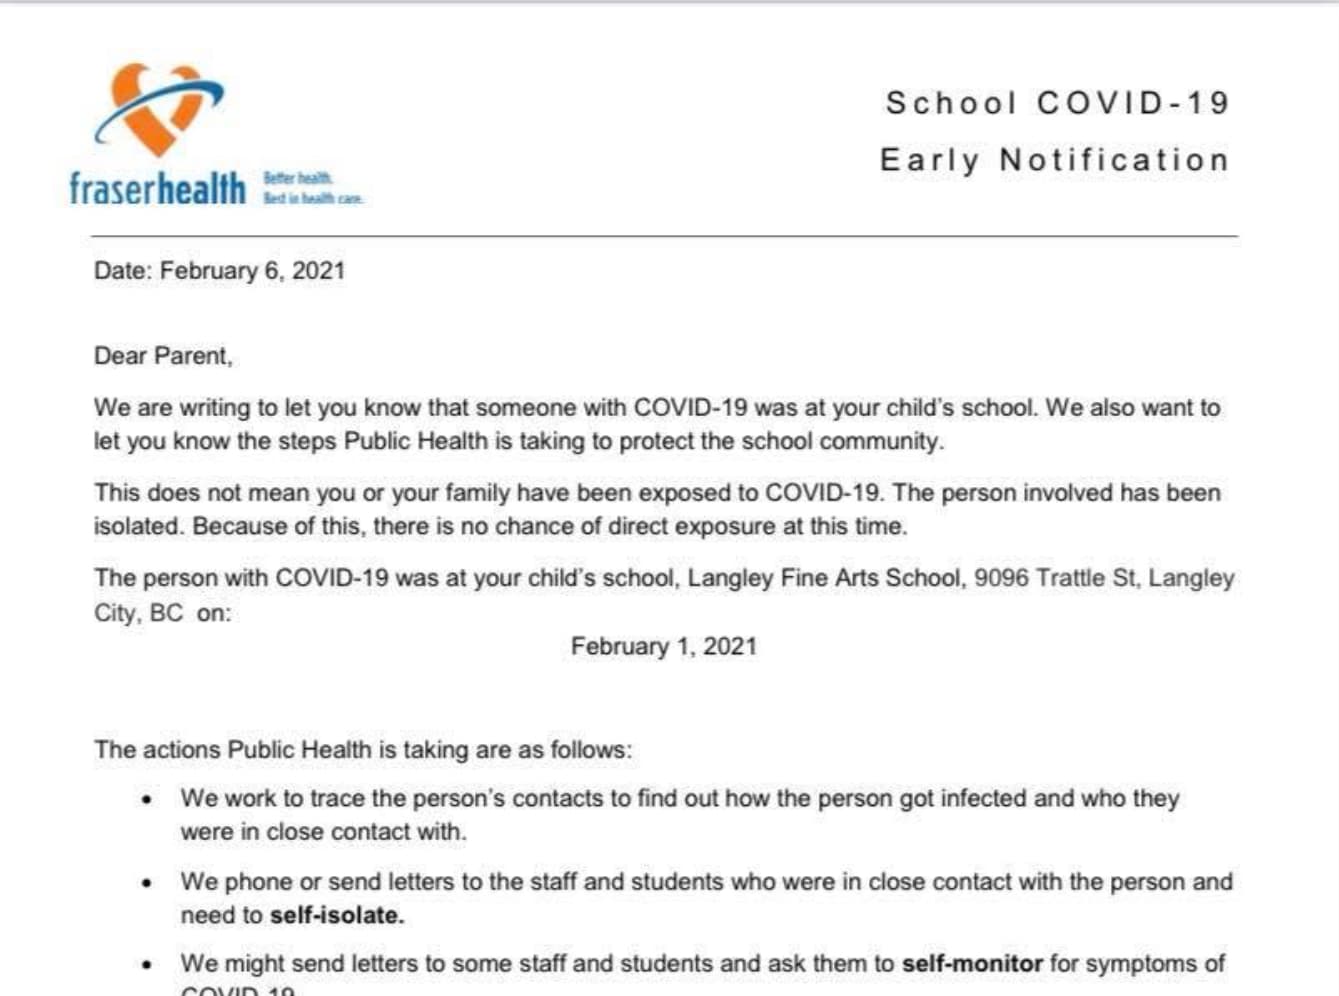 School COVID-19
Early Notification
fraserhealth
Better health.
Best in health care.
Date: February 6, 2021
Dear Parent,
We are writing to let you know that someone with COVID-19 was at your child's school. We also want to
let you know the steps Public Health is taking to protect the school community.
This does not mean you or your family have been exposed to COVID-19. The person involved has been
isolated. Because of this, there is no chance of direct exposure at this time.
The person with COVID-19 was at your child's school, Langley Fine Arts School, 9096 Trattle St, Langley
City, BC on:
February 1, 2021
The actions Public Health is taking are as follows:
• We work to trace the person's contacts to find out how the person got infected and who they
were in close contact with.
• We phone or send letters to the staff and students who were in close contact with the person and
need to self-isolate.
• We might send letters to some staff and students and ask them to self-monitor for symptoms of
COVID-19